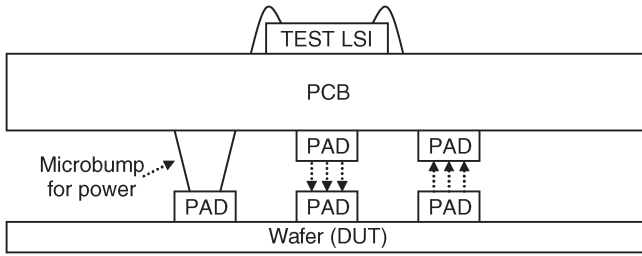 TEST LSI
PCB
PAD PAD
Microbump
for power
PAD PAD PAD
Wafer (DUT)